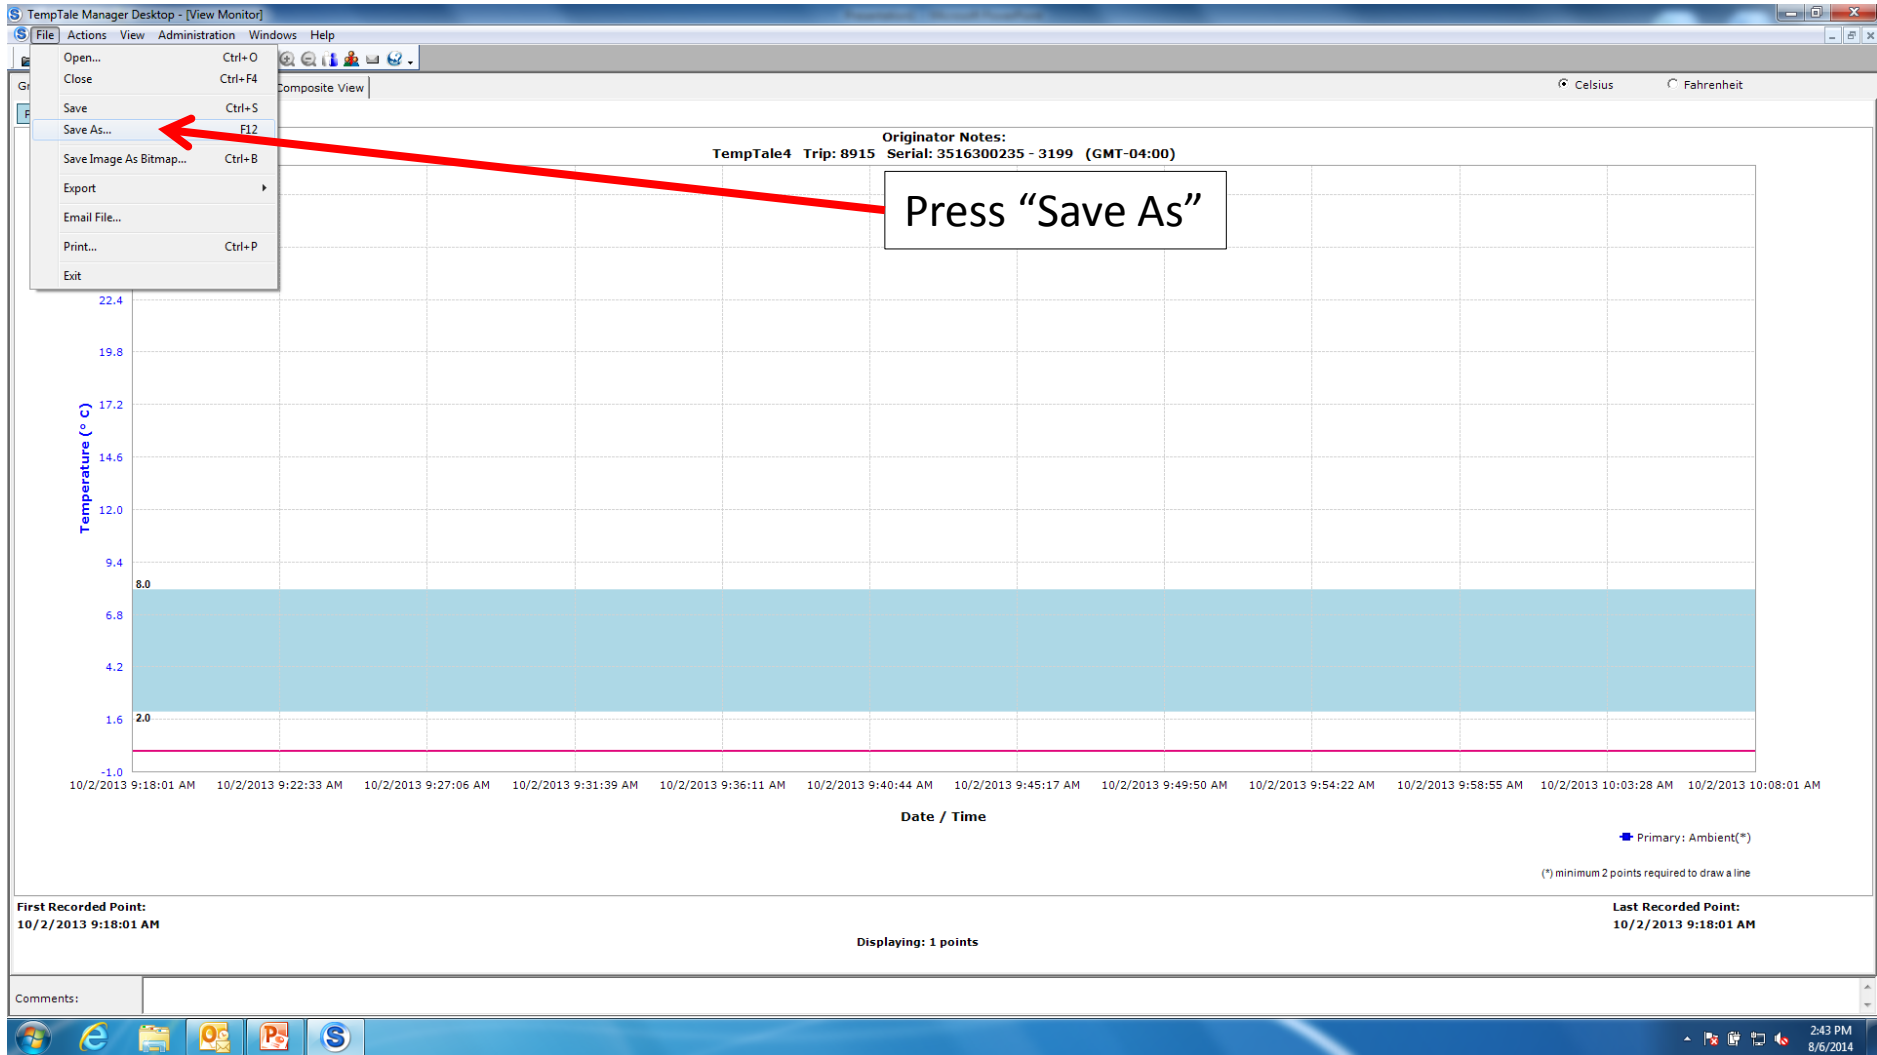 TempTale Manager Desktop - [View Monitor]
File Actions View Administration Windows Help
Open... Ctrl+O
Close Ctrl+F4
Composite View
Celsius Fahrenheit
Save Ctrl+S
Save As... F12
Save Image As Bitmap... Ctrl+B
Export
Email File...
Print... Ctrl+P
Exit
Originator Notes:
TempTale4 Trip: 8915 Serial: 3516300235 - 3199 (GMT-04:00)
Press “Save As”
Temperature (° C)
22.4
19.8
17.2
14.6
12.0
9.4
8.0
6.8
4.2
1.6
2.0
-1.0
10/2/2013 9:18:01 AM 10/2/2013 9:22:33 AM 10/2/2013 9:27:06 AM 10/2/2013 9:31:39 AM 10/2/2013 9:36:11 AM 10/2/2013 9:40:44 AM 10/2/2013 9:45:17 AM 10/2/2013 9:49:50 AM 10/2/2013 9:54:22 AM 10/2/2013 9:58:55 AM 10/2/2013 10:03:28 AM 10/2/2013 10:08:01 AM
Date / Time
Primary: Ambient(*)
(*) minimum 2 points required to draw a line
First Recorded Point:
10/2/2013 9:18:01 AM
Last Recorded Point:
10/2/2013 9:18:01 AM
Displaying: 1 points
Comments:
2:43 PM
8/6/2014